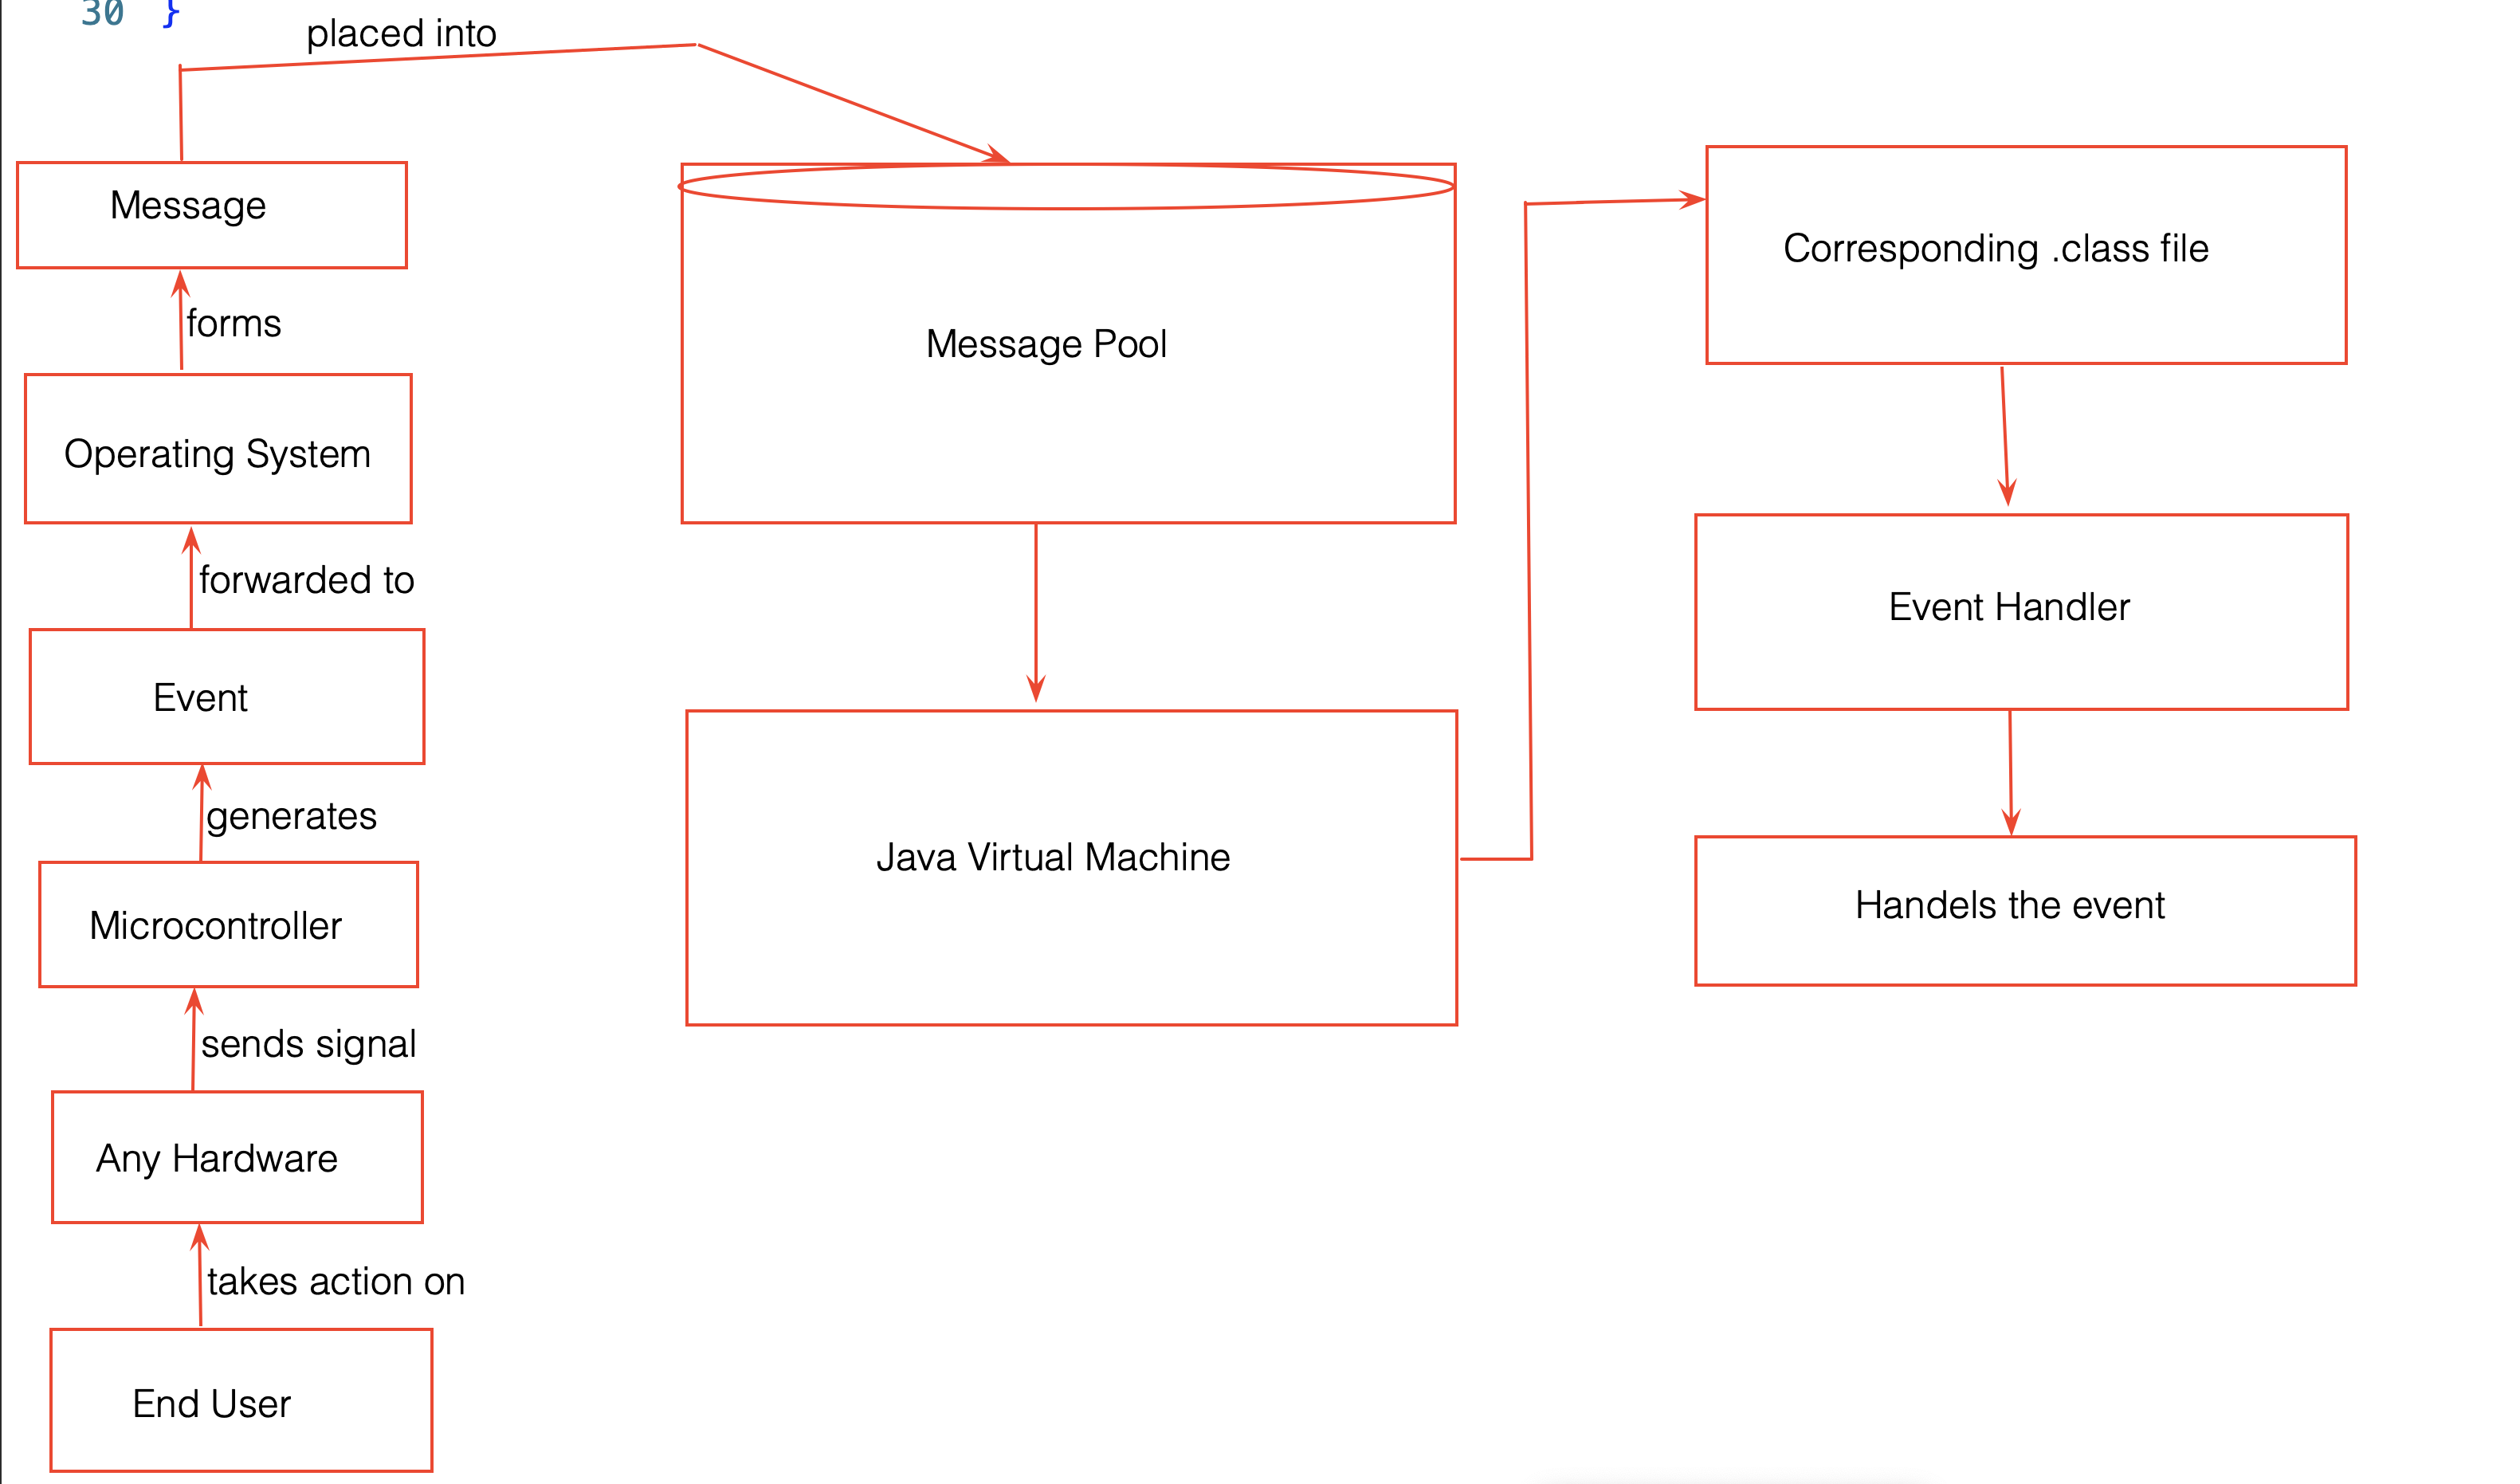 30 }
placed into
Message
forms
Operating System
forwarded to
Event
generates
Microcontroller
sends signal
Any Hardware
takes action on
End User
Message Pool
Java Virtual Machine
Corresponding .class file
Event Handler
Handels the event